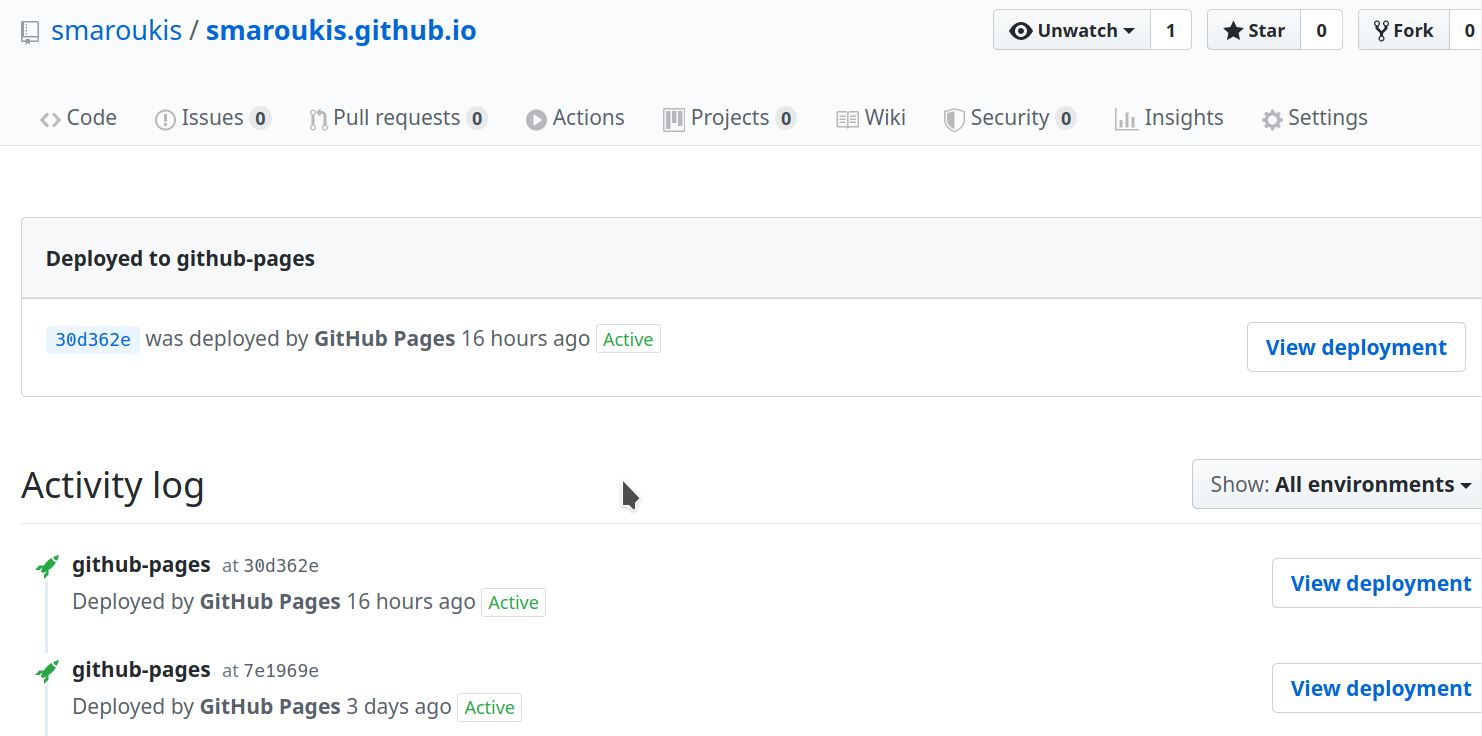 smaroukis / smaroukis.github.io Unwatch 1 Star 0 Fork 0
Code Issues 0 Pull requests 0 Actions Projects 0 Wiki Security 0 Insights Settings
Deployed to github-pages
30d362e was deployed by GitHub Pages 16 hours ago Active View deployment
Activity log Show: All environments
github-pages at 30d362e
Deployed by GitHub Pages 16 hours ago Active View deployment
github-pages at 7e1969e
Deployed by GitHub Pages 3 days ago Active View deployment